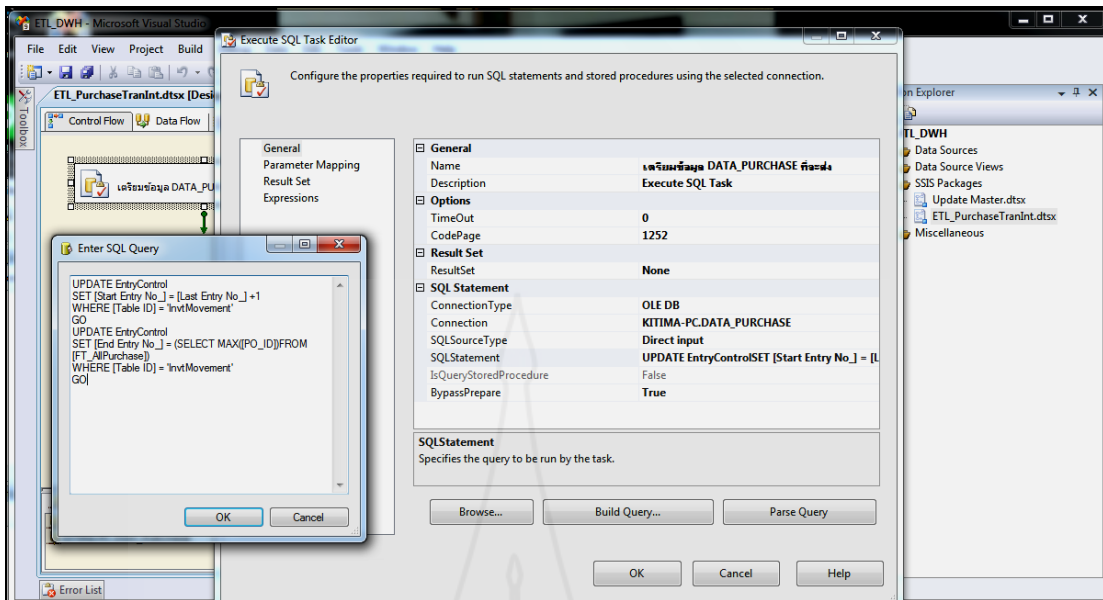 ETL_DWH - Microsoft Visual Studio
File Edit View Project Build
ETL_PurchaseTranInt.dtsx [Desi
Toolbox
Control Flow Data Flow
เตรียมข้อมูล DATA_PU
Error List
Execute SQL Task Editor
Configure the properties required to run SQL statements and stored procedures using the selected connection.
General
Parameter Mapping
Result Set
Expressions
General
Name เตรียมข้อมูล DATA_PURCHASE ที่จะส่ง
Description Execute SQL Task
Options
TimeOut 0
CodePage 1252
Result Set
ResultSet None
SQL Statement
ConnectionType OLE DB
Connection KITIMA-PC.DATA_PURCHASE
SQLSourceType Direct input
SQLStatement UPDATE EntryControlSET [Start Entry No_] = [L
IsQueryStoredProcedure False
BypassPrepare True
SQLStatement
Specifies the query to be run by the task.
Browse... Build Query... Parse Query
OK Cancel Help
Enter SQL Query
UPDATE EntryControl
SET [Start Entry No_] = [Last Entry No_] +1
WHERE [Table ID] = 'InvtMovement'
GO
UPDATE EntryControl
SET [End Entry No_] = (SELECT MAX([PO_ID])FROM
[FT_AllPurchase])
WHERE [Table ID] = 'InvtMovement'
GO
OK Cancel
on Explorer
TL_DWH
Data Sources
Data Source Views
SSIS Packages
Update Master.dtsx
ETL_PurchaseTranInt.dtsx
Miscellaneous